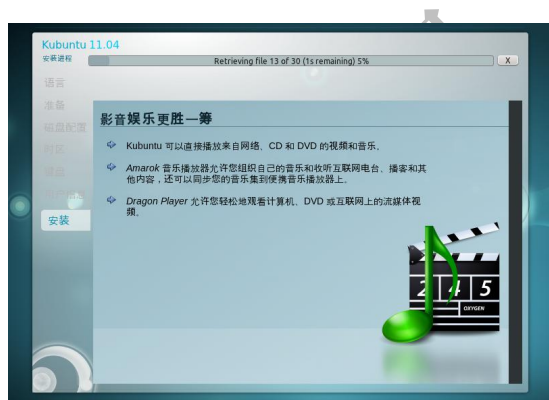 Kubuntu 11.04
安装进程
Retrieving file 13 of 30 (1s remaining) 5%
X
语言
准备
磁盘配置
时区
键盘
安装
影音娱乐更胜一筹
Kubuntu 可以直接播放来自网络、CD 和 DVD 的视频和音乐。
Amarok 音乐播放器允许您组织自己的音乐和收听互联网电台、播客和其
他内容，还可以同步您的音乐集到便携音乐播放器上。
Dragon Player 允许您轻松地观看计算机、DVD 或互联网上的流媒体视
频。
2 4 5
OXYGEN